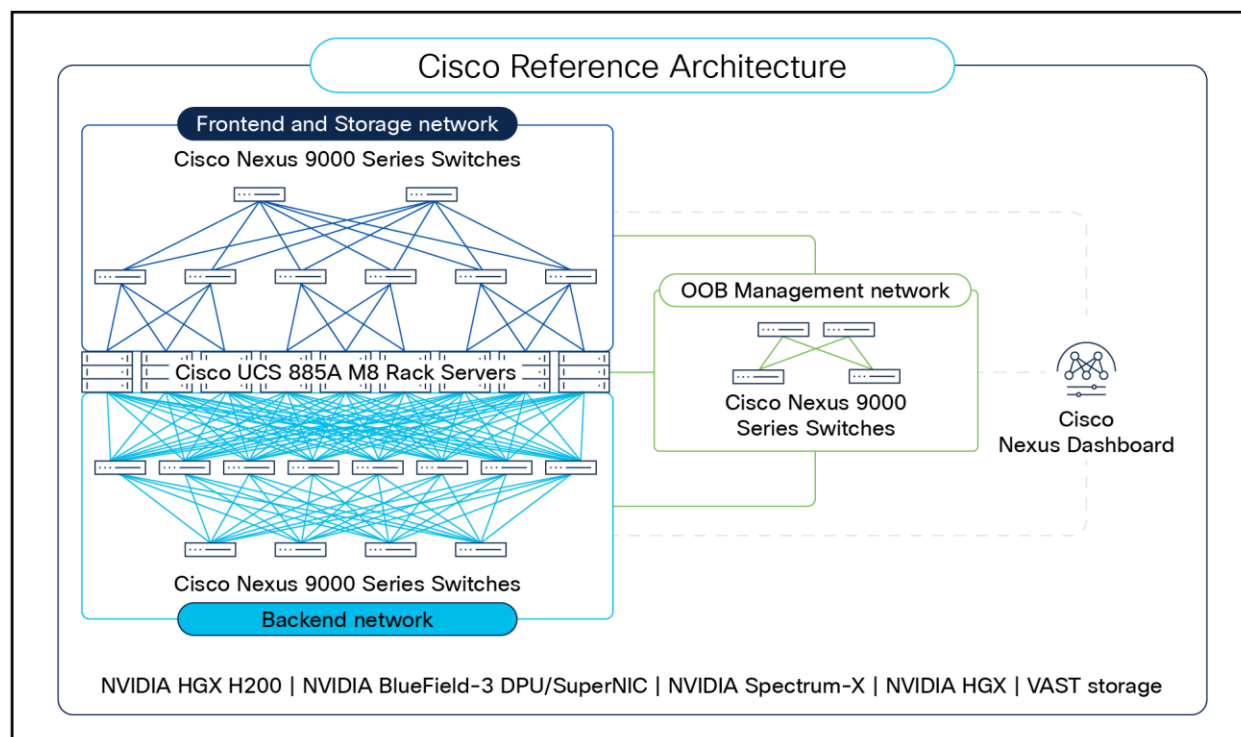 Cisco Reference Architecture
Frontend and Storage network
Cisco Nexus 9000 Series Switches
OOB Management network
Cisco UCS 885A M8 Rack Servers
Cisco Nexus 9000
Series Switches
Cisco
Nexus Dashboard
Cisco Nexus 9000 Series Switches
Backend network
NVIDIA HGX H200 | NVIDIA BlueField-3 DPU/SuperNIC | NVIDIA Spectrum-X | NVIDIA HGX | VAST storage